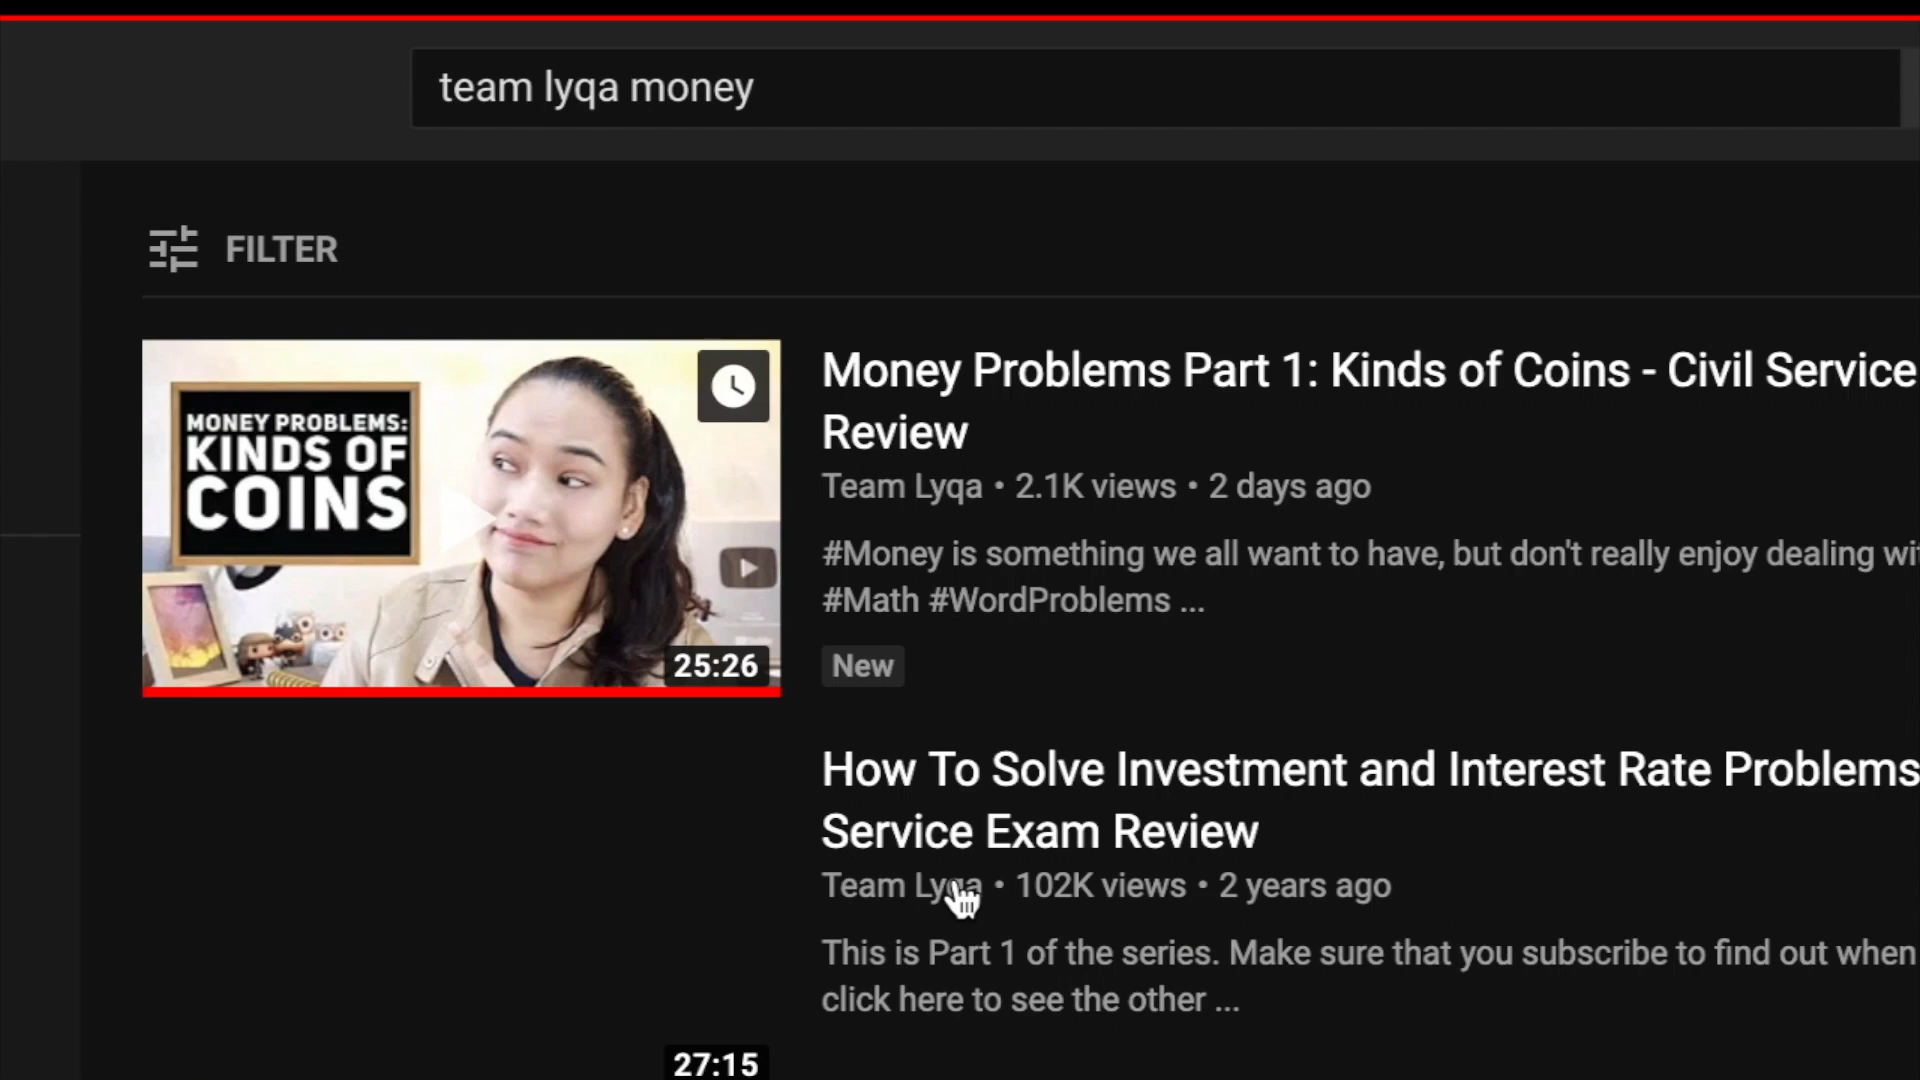 team lyqa money
FILTER
MONEY PROBLEMS:
KINDS OF
COINS
25:26
Money Problems Part 1: Kinds of Coins - Civil Service
Review
Team Lyqa • 2.1K views • 2 days ago
#Money is something we all want to have, but don't really enjoy dealing
#Math #WordProblems ...
New
How To Solve Investment and Interest Rate Problems
Service Exam Review
Team Lyqa • 102K views • 2 years ago
This is Part 1 of the series. Make sure that you subscribe to find out when
click here to see the other ...
27:15